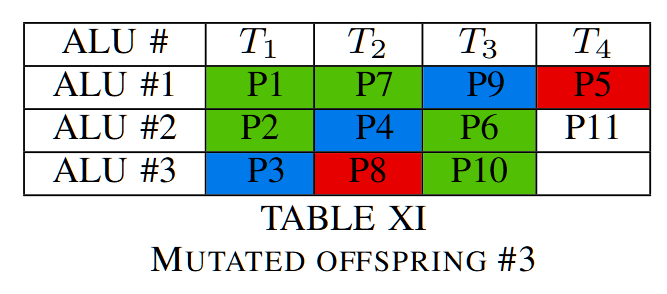 ALU # T1 T2 T3 T4
ALU #1 P1 P7 P9 P5
ALU #2 P2 P4 P6 P11
ALU #3 P3 P8 P10
TABLE XI
MUTATED OFFSPRING #3